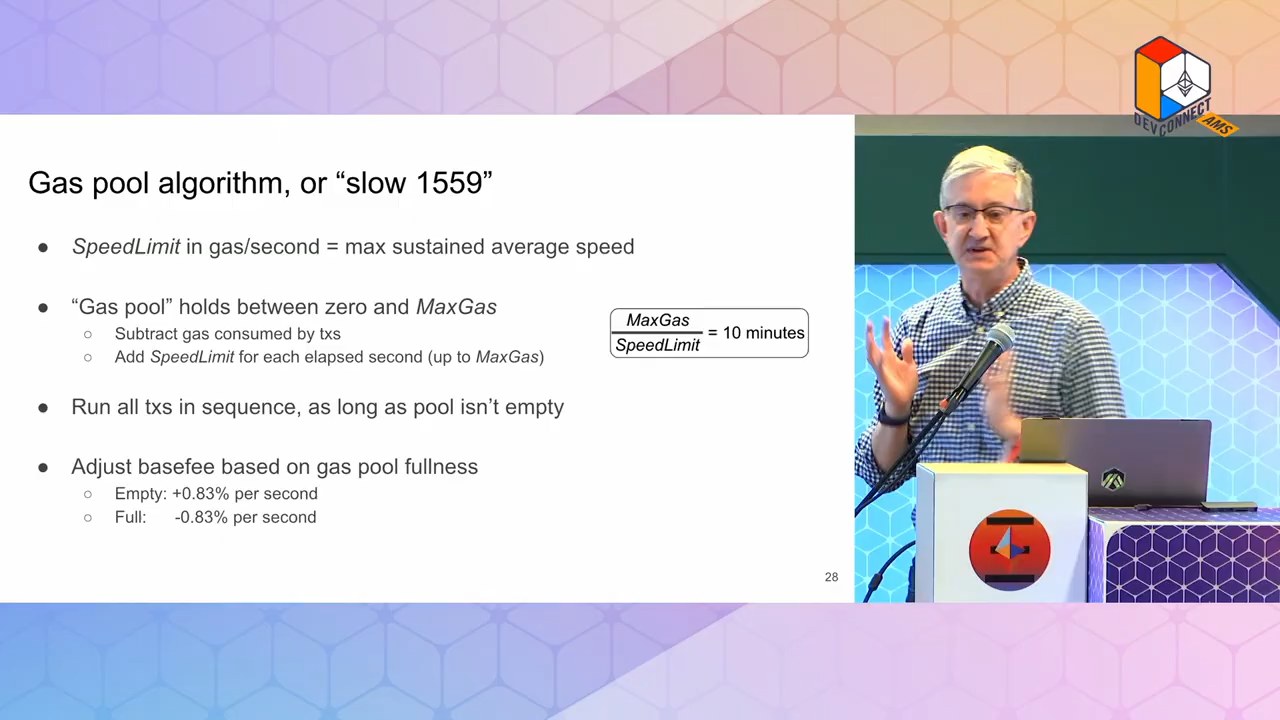 DEVCONNECT
AMS
Gas pool algorithm, or “slow 1559”
● SpeedLimit in gas/second = max sustained average speed
● “Gas pool” holds between zero and MaxGas
○ Subtract gas consumed by txs
○ Add SpeedLimit for each elapsed second (up to MaxGas)
MaxGas
SpeedLimit
= 10 minutes
● Run all txs in sequence, as long as pool isn’t empty
● Adjust basefee based on gas pool fullness
○ Empty: +0.83% per second
○ Full: -0.83% per second
28